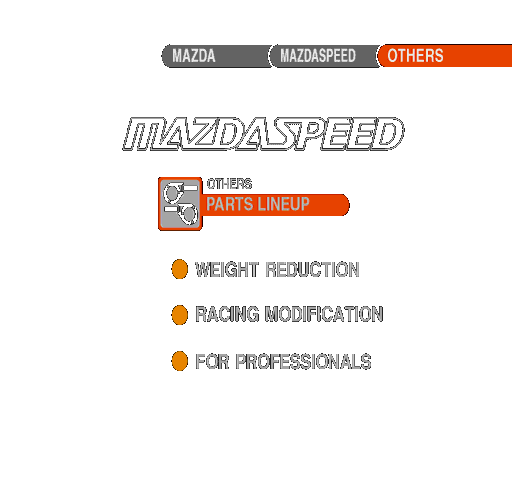 MAZDA MAZDASPEED OTHERS
MAZDASPEED
OTHERS
PARTS LINEUP
WEIGHT REDUCTION
RACING MODIFICATION
FOR PROFESSIONALS